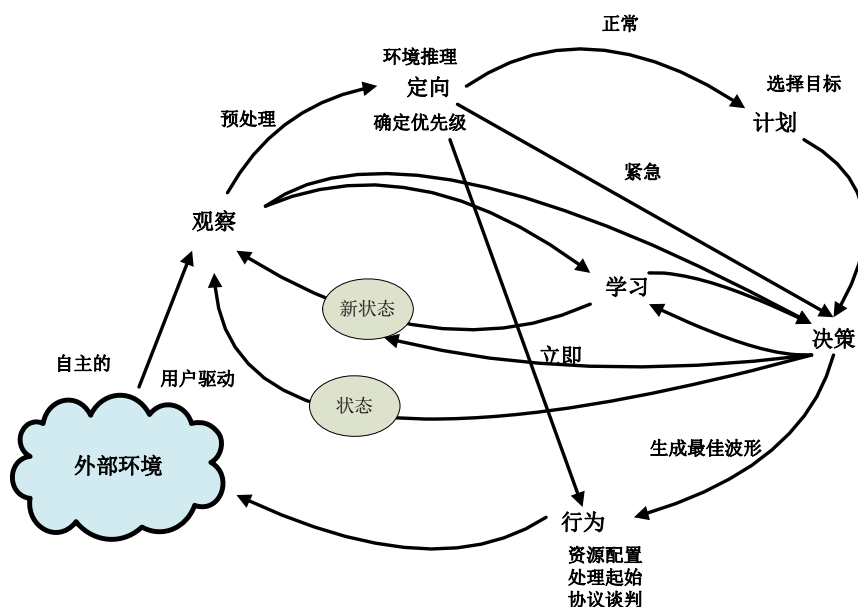 正常
环境推理
定向
确定优先级
选择目标
计划
预处理
紧急
观察
学习
新状态
决策
立即
自主的
用户驱动
状态
外部环境
生成最佳波形
行为
资源配置
处理起始
协议谈判